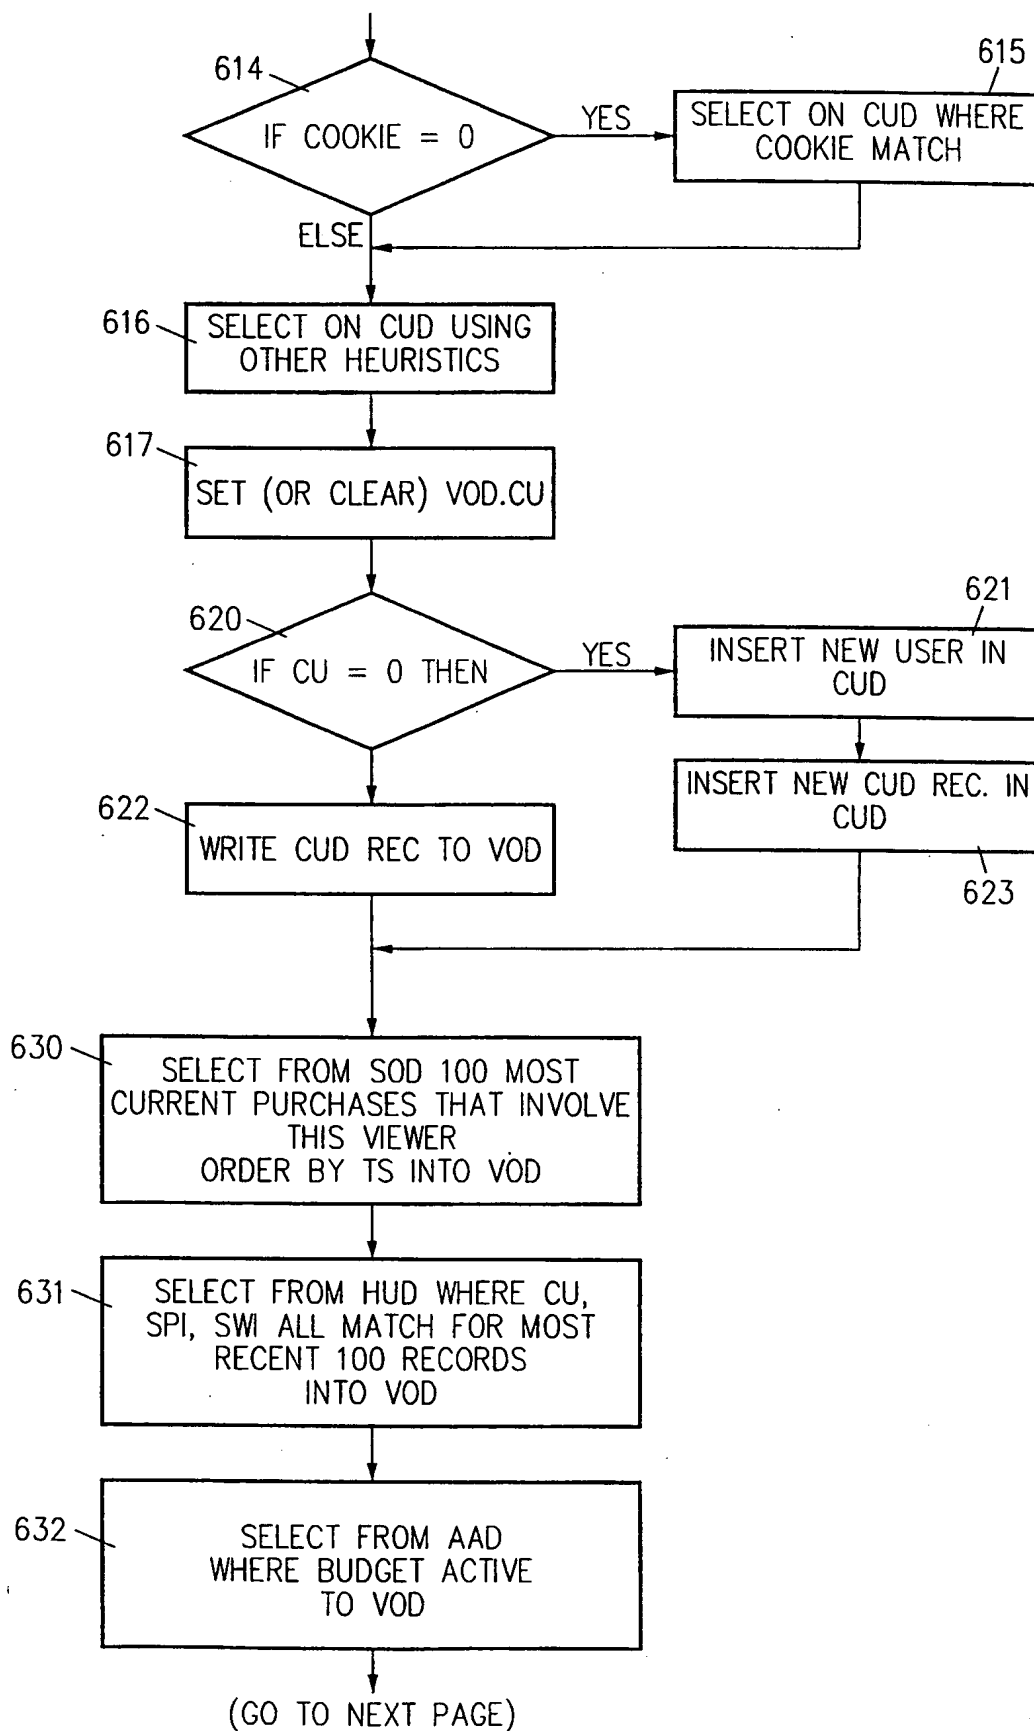 614
IF COOKIE = 0
YES
615
SELECT ON CUD WHERE
COOKIE MATCH
ELSE
616
SELECT ON CUD USING
OTHER HEURISTICS
617
SET (OR CLEAR) VOD.CU
620
IF CU = 0 THEN
YES
621
INSERT NEW USER IN
CUD
622
WRITE CUD REC TO VOD
INSERT NEW CUD REC. IN
CUD
623
630
SELECT FROM SOD 100 MOST
CURRENT PURCHASES THAT INVOLVE
THIS VIEWER
ORDER BY TS INTO VOD
631
SELECT FROM HUD WHERE CU,
SPI, SWI ALL MATCH FOR MOST
RECENT 100 RECORDS
INTO VOD
632
SELECT FROM AAD
WHERE BUDGET ACTIVE
TO VOD
(GO TO NEXT PAGE)